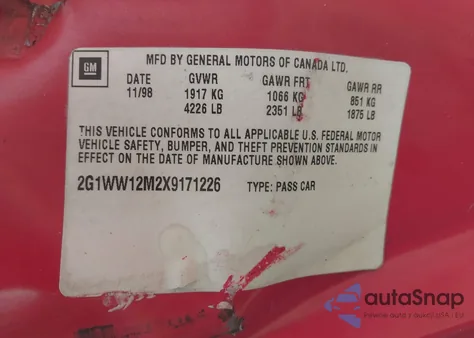 GM
MFD BY GENERAL MOTORS OF CANADA LTD.
DATE GVWR GAWR FRT GAWR RR
11/98 1917 KG 1066 KG 851 KG
4226 LB 2351 LB 1875 LB
THIS VEHICLE CONFORMS TO ALL APPLICABLE U.S. FEDERAL MOTOR
VEHICLE SAFETY, BUMPER, AND THEFT PREVENTION STANDARDS IN
EFFECT ON THE DATE OF MANUFACTURE SHOWN ABOVE.
2G1WW12M2X9171226 TYPE: PASS CAR
autoSnap